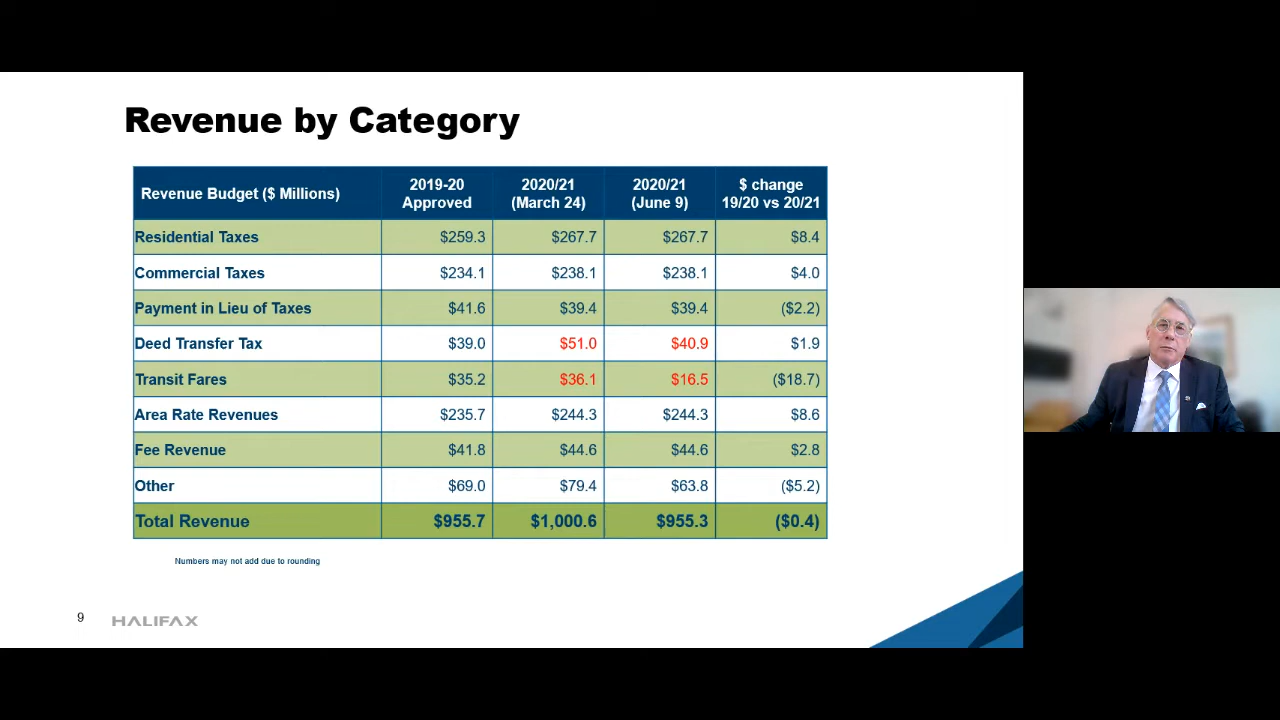 Revenue by Category
Revenue Budget ($ Millions) 2019-20 Approved 2020/21 (March 24) 2020/21 (June 9) $ change 19/20 vs 20/21
Residential Taxes $259.3 $267.7 $267.7 $8.4
Commercial Taxes $234.1 $238.1 $238.1 $4.0
Payment in Lieu of Taxes $41.6 $39.4 $39.4 ($2.2)
Deed Transfer Tax $39.0 $51.0 $40.9 $1.9
Transit Fares $35.2 $36.1 $16.5 ($18.7)
Area Rate Revenues $235.7 $244.3 $244.3 $8.6
Fee Revenue $41.8 $44.6 $44.6 $2.8
Other $69.0 $79.4 $63.8 ($5.2)
Total Revenue $955.7 $1,000.6 $955.3 ($0.4)
Numbers may not add due to rounding
9 HALIFAX